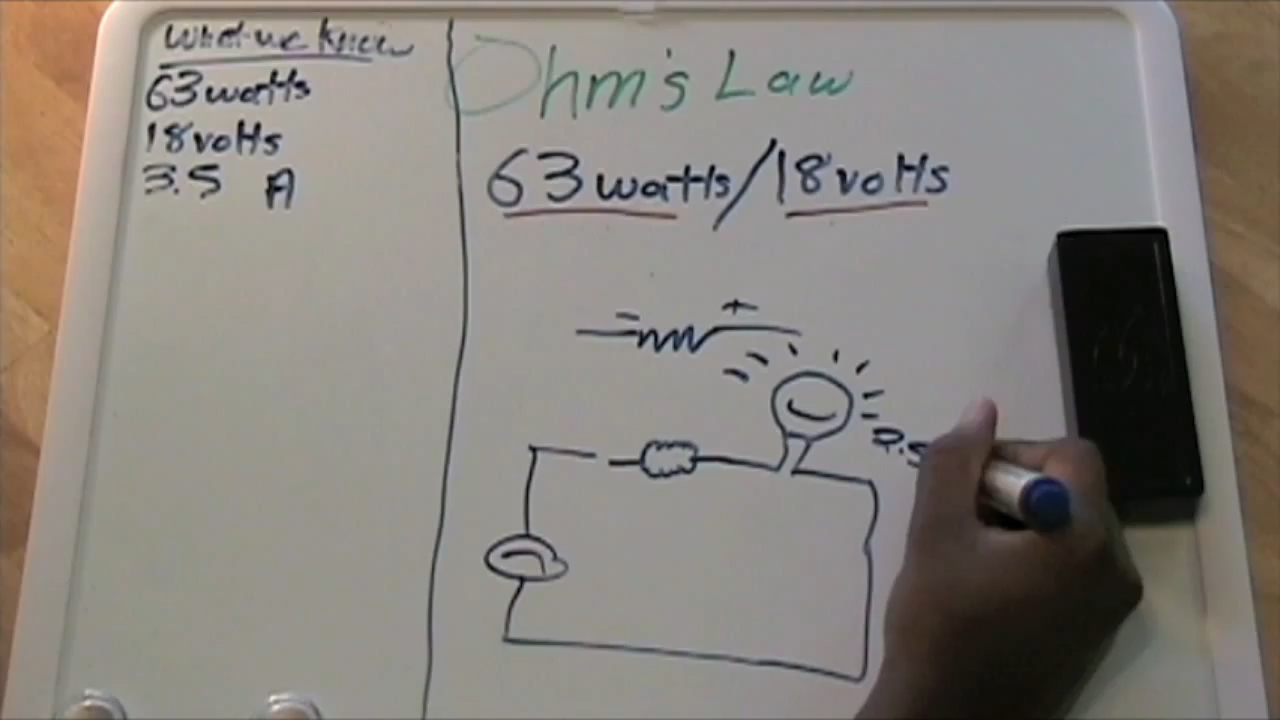 What we know
63 watts
18 volts
3.5 A
Ohm's Law
63 watts/18 volts
- +